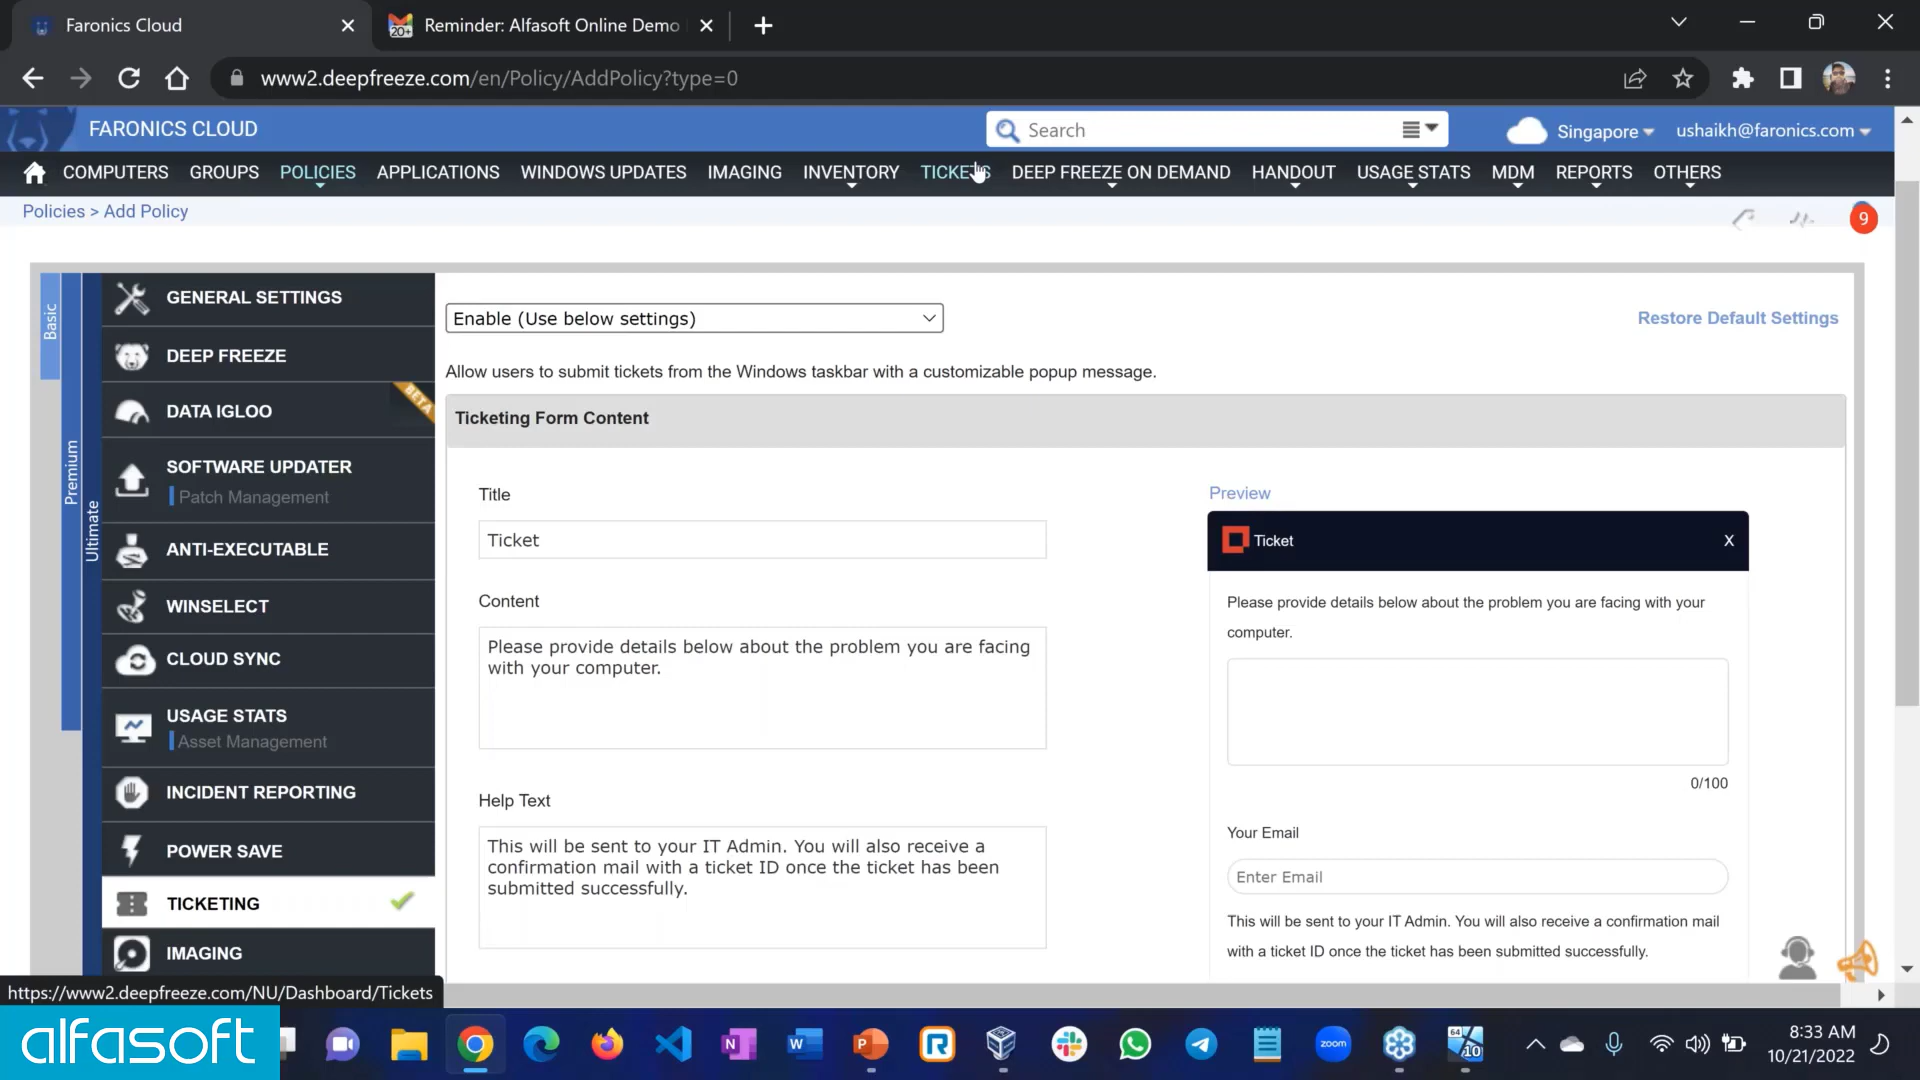 Faronics Cloud
20+
Reminder: Alfasoft Online Demo
www2.deepfreeze.com/en/Policy/AddPolicy?type=0
FARONICS CLOUD
Search
Singapore
ushaikh@faronics.com
COMPUTERS GROUPS POLICIES APPLICATIONS WINDOWS UPDATES IMAGING INVENTORY TICKETS DEEP FREEZE ON DEMAND HANDOUT USAGE STATS MDM REPORTS OTHERS
Policies > Add Policy
9
Basic
Premium
Ultimate
GENERAL SETTINGS
DEEP FREEZE
DATA IGLOO
BETA
SOFTWARE UPDATER
Patch Management
ANTI-EXECUTABLE
WINSELECT
CLOUD SYNC
USAGE STATS
Asset Management
INCIDENT REPORTING
POWER SAVE
TICKETING
IMAGING
Enable (Use below settings)
Restore Default Settings
Allow users to submit tickets from the Windows taskbar with a customizable popup message.
Ticketing Form Content
Title
Ticket
Content
Please provide details below about the problem you are facing
with your computer.
Help Text
This will be sent to your IT Admin. You will also receive a
confirmation mail with a ticket ID once the ticket has been
submitted successfully.
Preview
Ticket
X
Please provide details below about the problem you are facing with your
computer.
0/100
Your Email
Enter Email
This will be sent to your IT Admin. You will also receive a confirmation mail
with a ticket ID once the ticket has been submitted successfully.
https://www2.deepfreeze.com/NU/Dashboard/Tickets
alfasoft
N
W
P
R
zoom
64
10
8:33 AM
10/21/2022